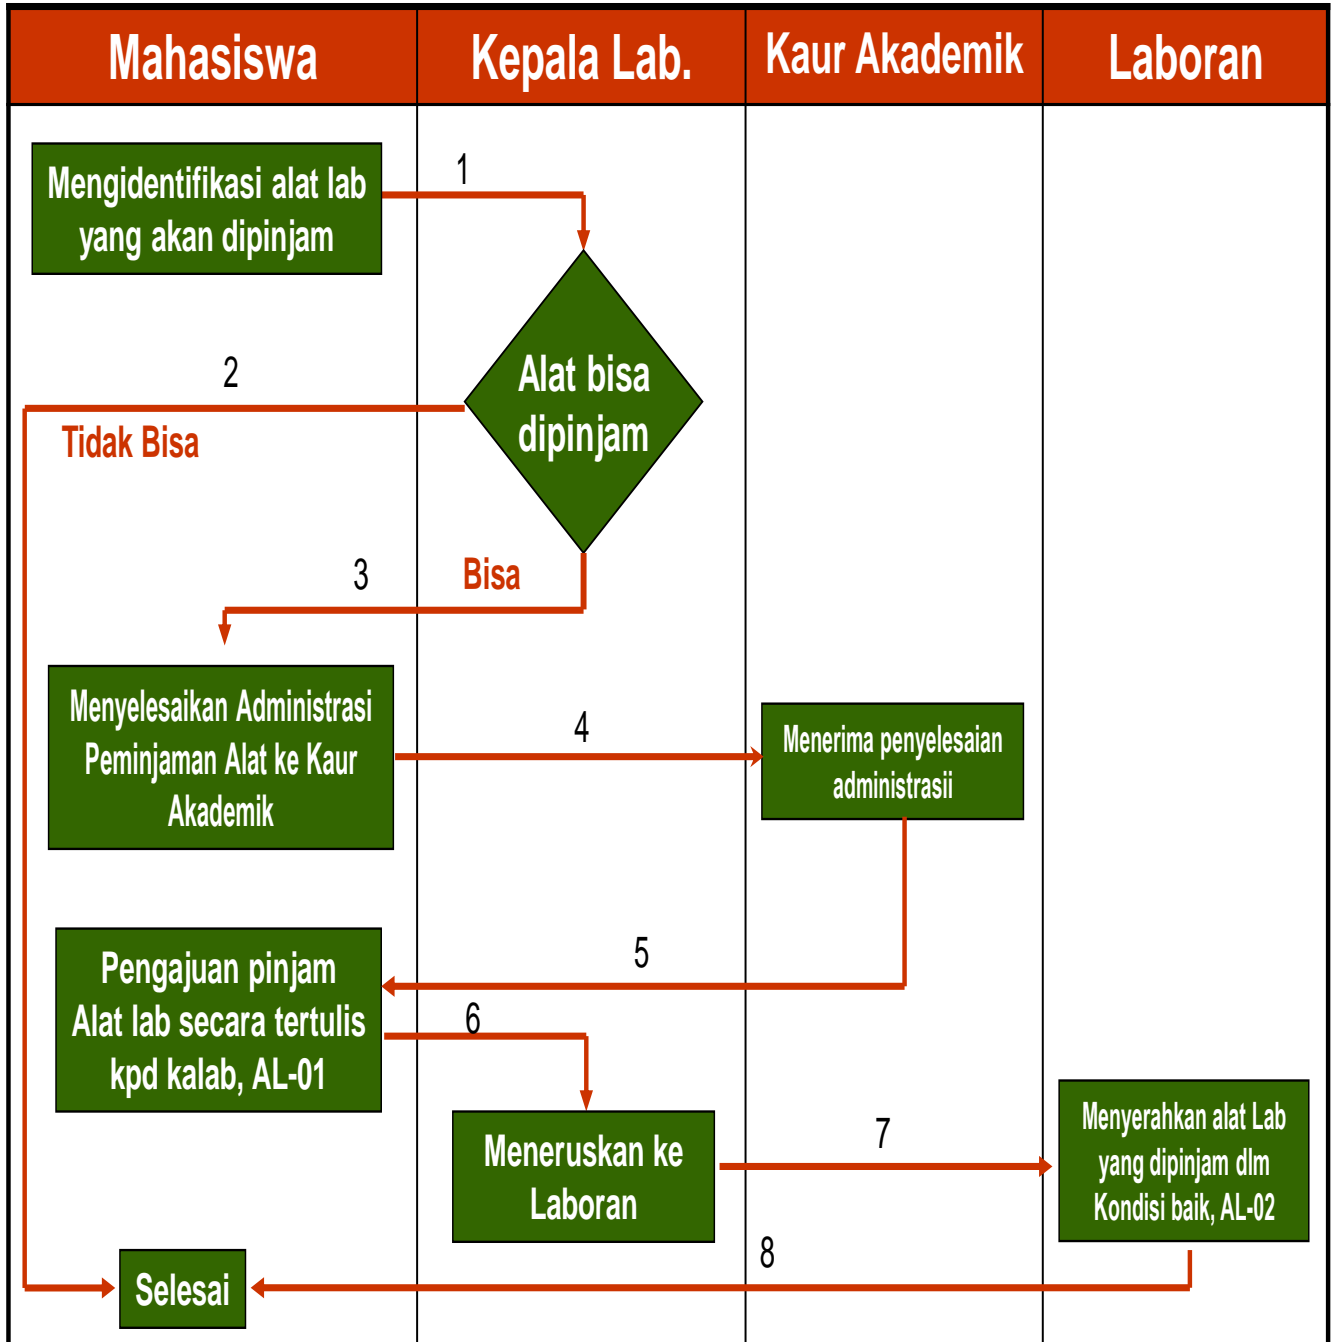 Mahasiswa
Kepala Lab.
Kaur Akademik
Laboran
Mengidentifikasi alat lab
yang akan dipinjam
1
Alat bisa
dipinjam
2
Tidak Bisa
3
Bisa
Menyelesaikan Administrasi
Peminjaman Alat ke Kaur
Akademik
4
Menerima penyelesaian
administrasii
5
Pengajuan pinjam
Alat lab secara tertulis
kpd kalab, AL-01
6
Meneruskan ke
Laboran
7
Menyerahkan alat Lab
yang dipinjam dlm
Kondisi baik, AL-02
8
Selesai